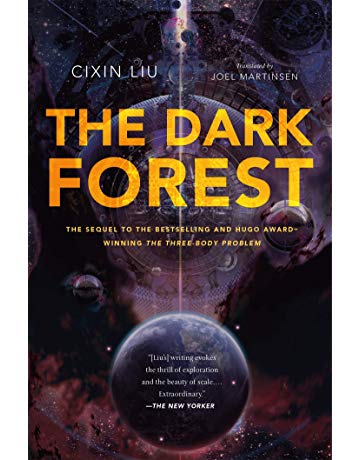 CIXIN LIU
Translated by
JOEL MARTINSEN
THE DARK
FOREST
THE SEQUEL TO THE BESTSELLING AND HUGO AWARD–
WINNING THE THREE-BODY PROBLEM
"[Liu's] writing evokes
the thrill of exploration
and the beauty of scale....
Extraordinary."
—THE NEW YORKER